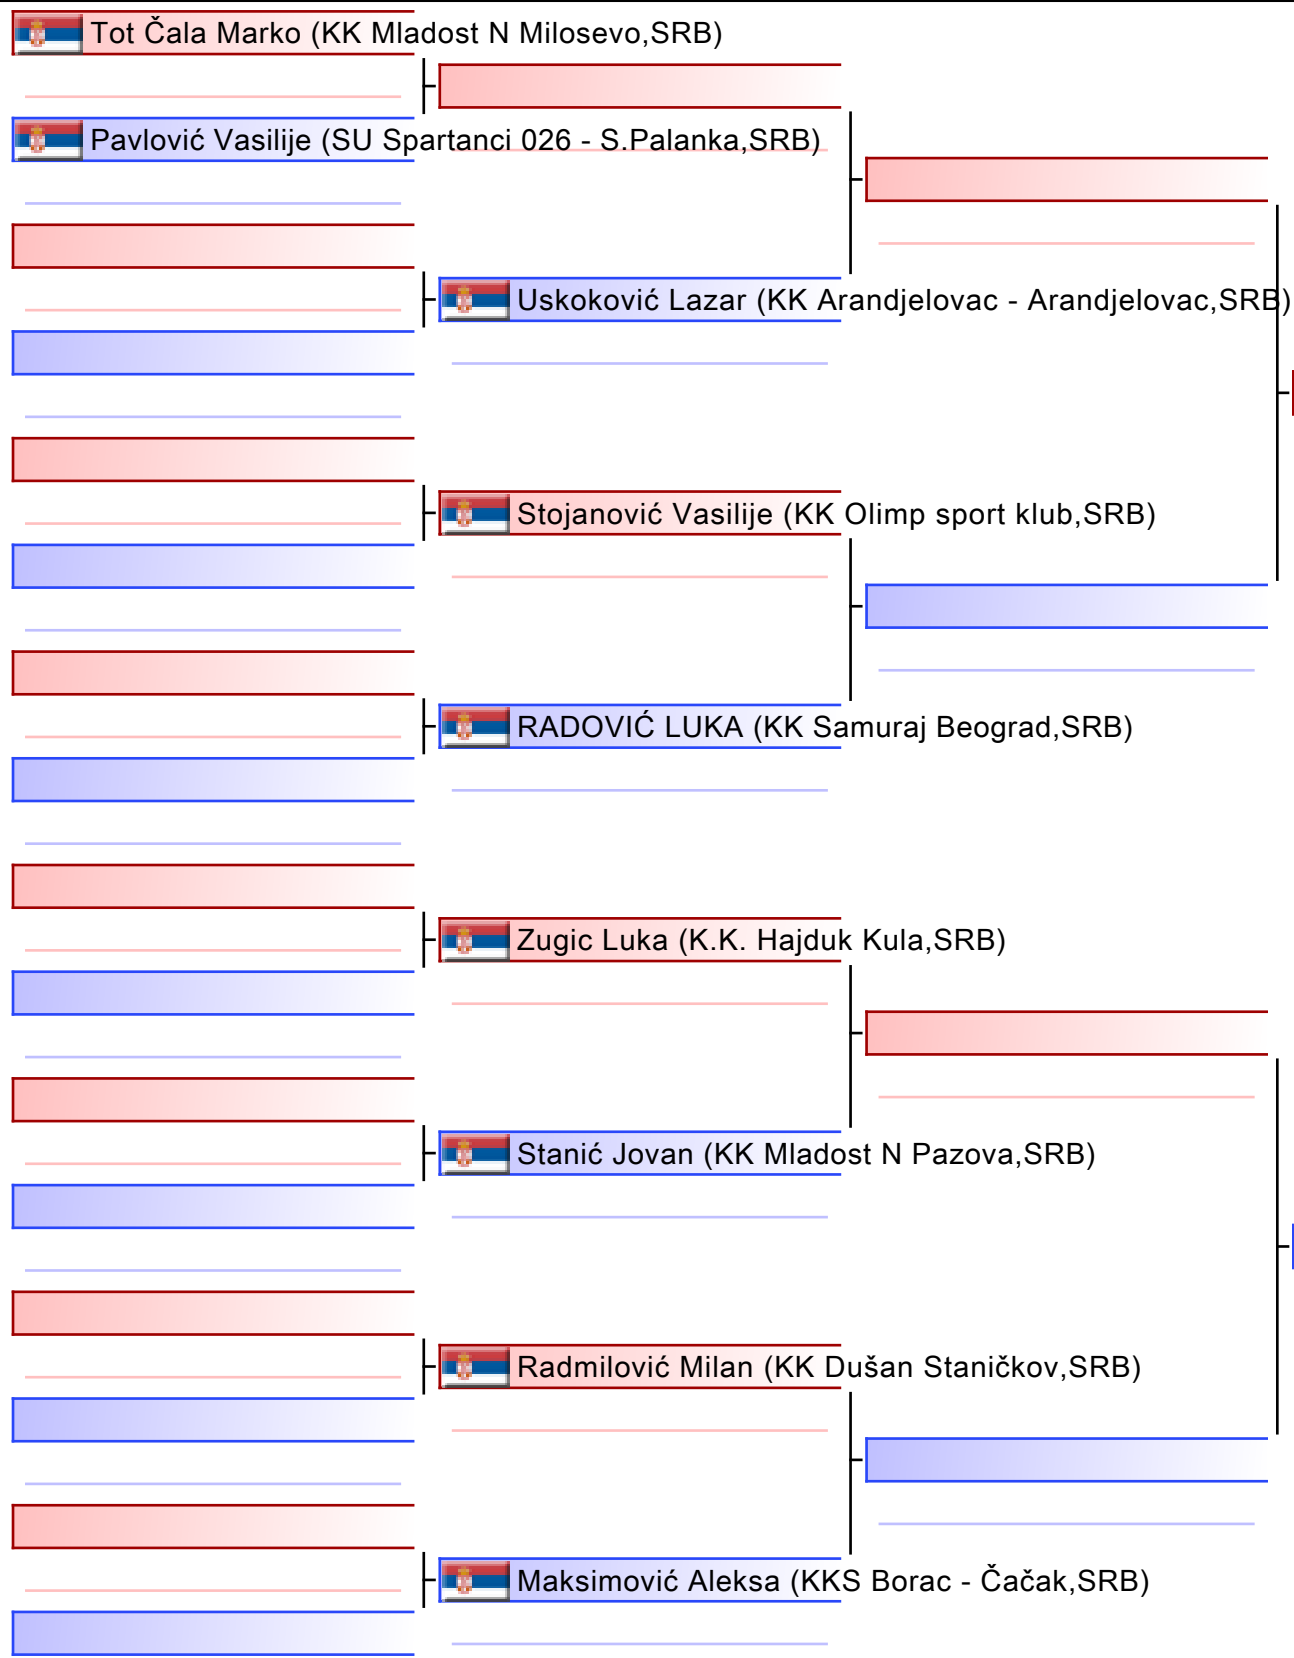 Tot Čala Marko (KK Mladost N Milosevo,SRB)
Pavlović Vasilije (SU Spartanci 026 - S.Palanka,SRB)
Uskoković Lazar (KK Arandjelovac - Arandjelovac,SRB)
Stojanović Vasilije (KK Olimp sport klub,SRB)
RADOVIĆ LUKA (KK Samuraj Beograd,SRB)
Zugic Luka (K.K. Hajduk Kula,SRB)
Stanić Jovan (KK Mladost N Pazova,SRB)
Radmilović Milan (KK Dušan Staničkov,SRB)
Maksimović Aleksa (KKS Borac - Čačak,SRB)